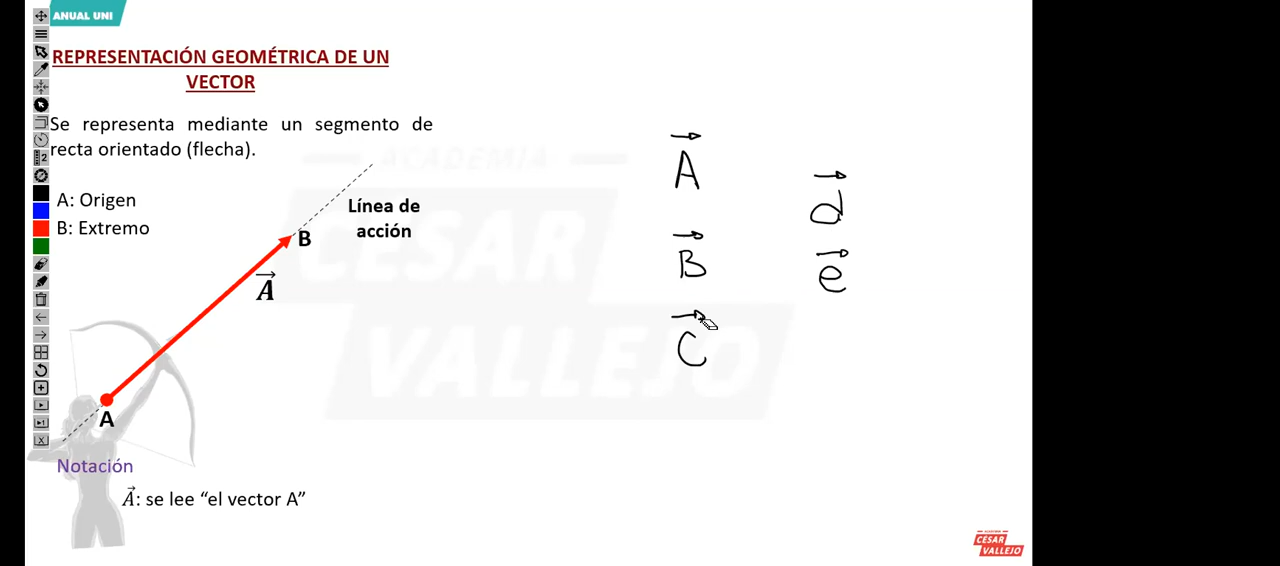 ANUAL UNI
REPRESENTACIÓN GEOMÉTRICA DE UN
VECTOR
Se representa mediante un segmento de
recta orientado (flecha).
A: Origen
B: Extremo
Línea de
acción
B
A⃗
A
Notación
A⃗: se lee “el vector A”
A⃗
B⃗
C⃗
d⃗
e⃗
ACADEMIA
CÉSAR
VALLEJO
ACADEMIA
CÉSAR
VALLEJO